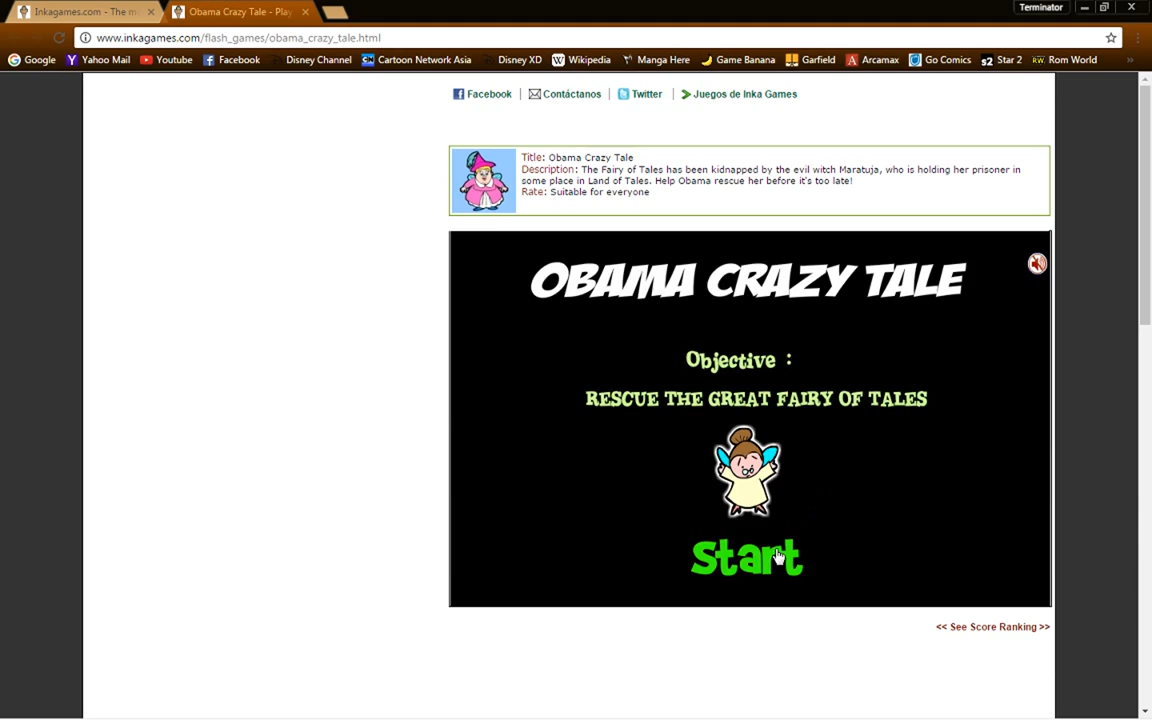 Inkagames.com - The m
Obama Crazy Tale - Play
Terminator
www.inkagames.com/flash_games/obama_crazy_tale.html
Google Yahoo Mail Youtube Facebook Disney Channel Cartoon Network Asia Disney XD Wikipedia Manga Here Game Banana Garfield Arcamax Go Comics Star 2 Rom World
Facebook | Contáctanos | Twitter | Juegos de Inka Games
Title: Obama Crazy Tale
Description: The Fairy of Tales has been kidnapped by the evil witch Maratuja, who is holding her prisoner in
some place in Land of Tales. Help Obama rescue her before it's too late!
Rate: Suitable for everyone
OBAMA CRAZY TALE
Objective :
RESCUE THE GREAT FAIRY OF TALES
Start
<< See Score Ranking >>